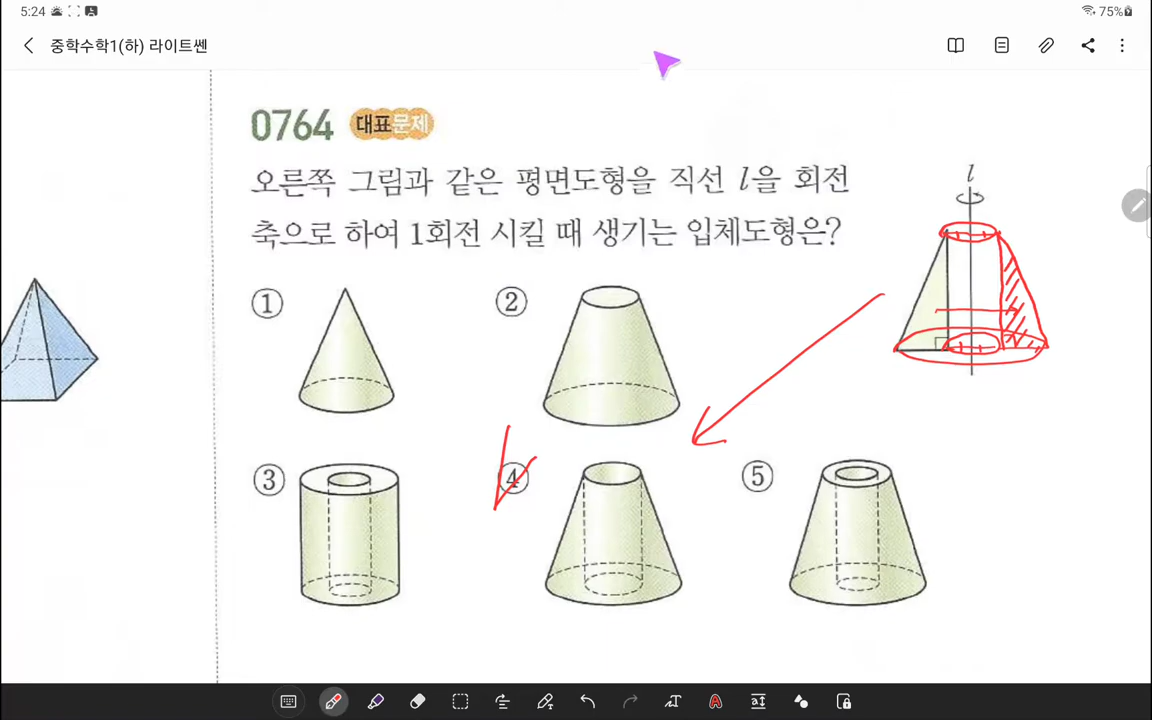 5:24
75%
중학수학1(하) 라이트쎈
0764 대표문제
오른쪽 그림과 같은 평면도형을 직선 l을 회전
축으로 하여 1회전 시킬 때 생기는 입체도형은?
l
① ②
③ ④ ⑤